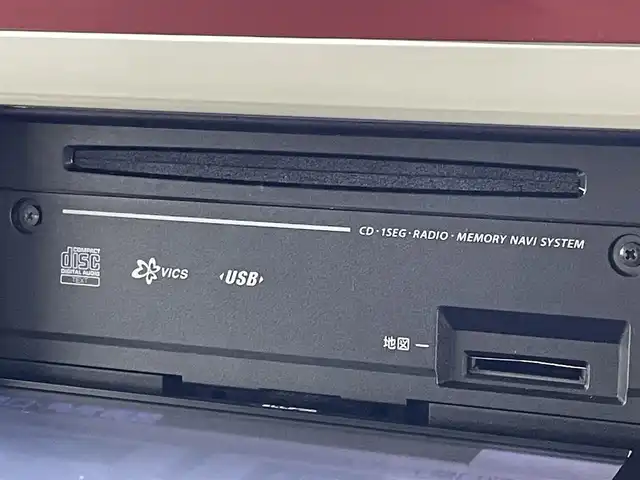 CD・1SEG・RADIO・MEMORY NAVI SYSTEM
COMPACT
disc
DIGITAL AUDIO
TEXT
VICS
USB
地図